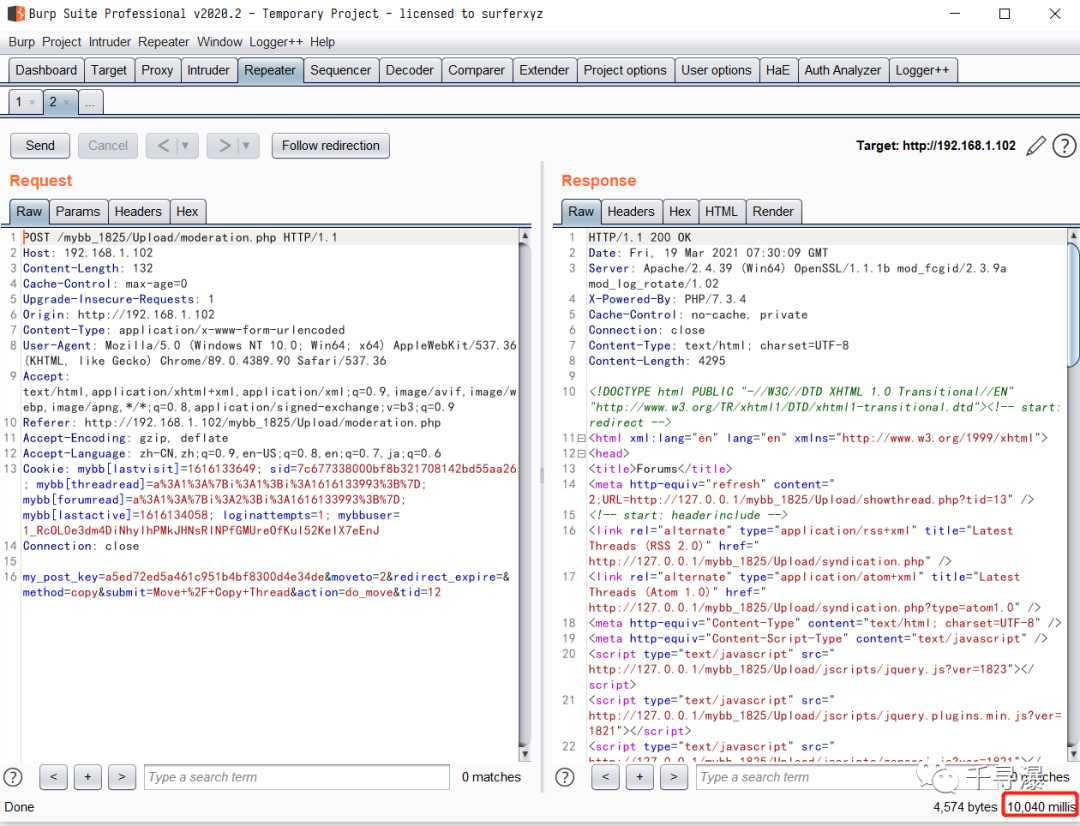 Burp Suite Professional v2020.2 - Temporary Project - licensed to surferxyz
Burp Project Intruder Repeater Window Logger++ Help
Dashboard Target Proxy Intruder Repeater Sequencer Decoder Comparer Extender Project options User options HaE Auth Analyzer Logger++
1 × 2 × ...
Send Cancel < ▼ > ▼ Follow redirection Target: http://192.168.1.102 ?
Request
Raw Params Headers Hex
1 POST /mybb_1825/Upload/moderation.php HTTP/1.1
2 Host: 192.168.1.102
3 Content-Length: 132
4 Cache-Control: max-age=0
5 Upgrade-Insecure-Requests: 1
6 Origin: http://192.168.1.102
7 Content-Type: application/x-www-form-urlencoded
8 User-Agent: Mozilla/5.0 (Windows NT 10.0; Win64; x64) AppleWebKit/537.36
(KHTML, like Gecko) Chrome/89.0.4389.90 Safari/537.36
9 Accept:
text/html,application/xhtml+xml,application/xml;q=0.9,image/avif,image/w
ebp,image/apng,*/*;q=0.8,application/signed-exchange;v=b3;q=0.9
10 Referer: http://192.168.1.102/mybb_1825/Upload/moderation.php
11 Accept-Encoding: gzip, deflate
12 Accept-Language: zh-CN,zh;q=0.9,en-US;q=0.8,en;q=0.7,ja;q=0.6
13 Cookie: mybb[lastvisit]=1616133649; sid=7c677338000bf8b321708142bd55aa26
; mybb[threadread]=a%3A1%3A%7Bi%3A1%3Bi%3A1616133993%3B%7D;
mybb[forumread]=a%3A1%3A%7Bi%3A2%3Bi%3A1616133993%3B%7D;
mybb[lastactive]=1616134058; loginattempts=1; mybbuser=
1_RcOLOe3dm4DiNhylhPMkJHNsRlNPfGMUreOfKul52KelX7eEnJ
14 Connection: close
15
16 my_post_key=a5ed72ed5a461c951b4bf8300d4e34de&moveto=2&redirect_expire=&
method=copy&submit=Move+%2F+Copy+Thread&action=do_move&tid=12
? < + > Type a search term 0 matches
Response
Raw Headers Hex HTML Render
1 HTTP/1.1 200 OK
2 Date: Fri, 19 Mar 2021 07:30:09 GMT
3 Server: Apache/2.4.39 (Win64) OpenSSL/1.1.1b mod_fcgid/2.3.9a
mod_log_rotate/1.02
4 X-Powered-By: PHP/7.3.4
5 Cache-Control: no-cache, private
6 Connection: close
7 Content-Type: text/html; charset=UTF-8
8 Content-Length: 4295
9
10 <!DOCTYPE html PUBLIC "-//W3C//DTD XHTML 1.0 Transitional//EN"
"http://www.w3.org/TR/xhtml1/DTD/xhtml1-transitional.dtd"><!-- start:
redirect -->
11 <html xml:lang="en" lang="en" xmlns="http://www.w3.org/1999/xhtml">
12 <head>
13 <title>Forums</title>
14 <meta http-equiv="refresh" content="
2;URL=http://127.0.0.1/mybb_1825/Upload/showthread.php?tid=13" />
15 <!-- start: headerinclude -->
16 <link rel="alternate" type="application/rss+xml" title="Latest
Threads (RSS 2.0)" href="
http://127.0.0.1/mybb_1825/Upload/syndication.php" />
17 <link rel="alternate" type="application/atom+xml" title="Latest
Threads (Atom 1.0)" href="
http://127.0.0.1/mybb_1825/Upload/syndication.php?type=atom1.0" />
18 <meta http-equiv="Content-Type" content="text/html; charset=UTF-8" />
19 <meta http-equiv="Content-Script-Type" content="text/javascript" />
20 <script type="text/javascript" src="
http://127.0.0.1/mybb_1825/Upload/jscripts/jquery.js?ver=1823"></
script>
21 <script type="text/javascript" src="
http://127.0.0.1/mybb_1825/Upload/jscripts/jquery.plugins.min.js?ver=
1821"></script>
22 <script type="text/javascript" src="
? < + > Type a search term 0 matches
千寻瀑
Done 4,574 bytes 10,040 millis